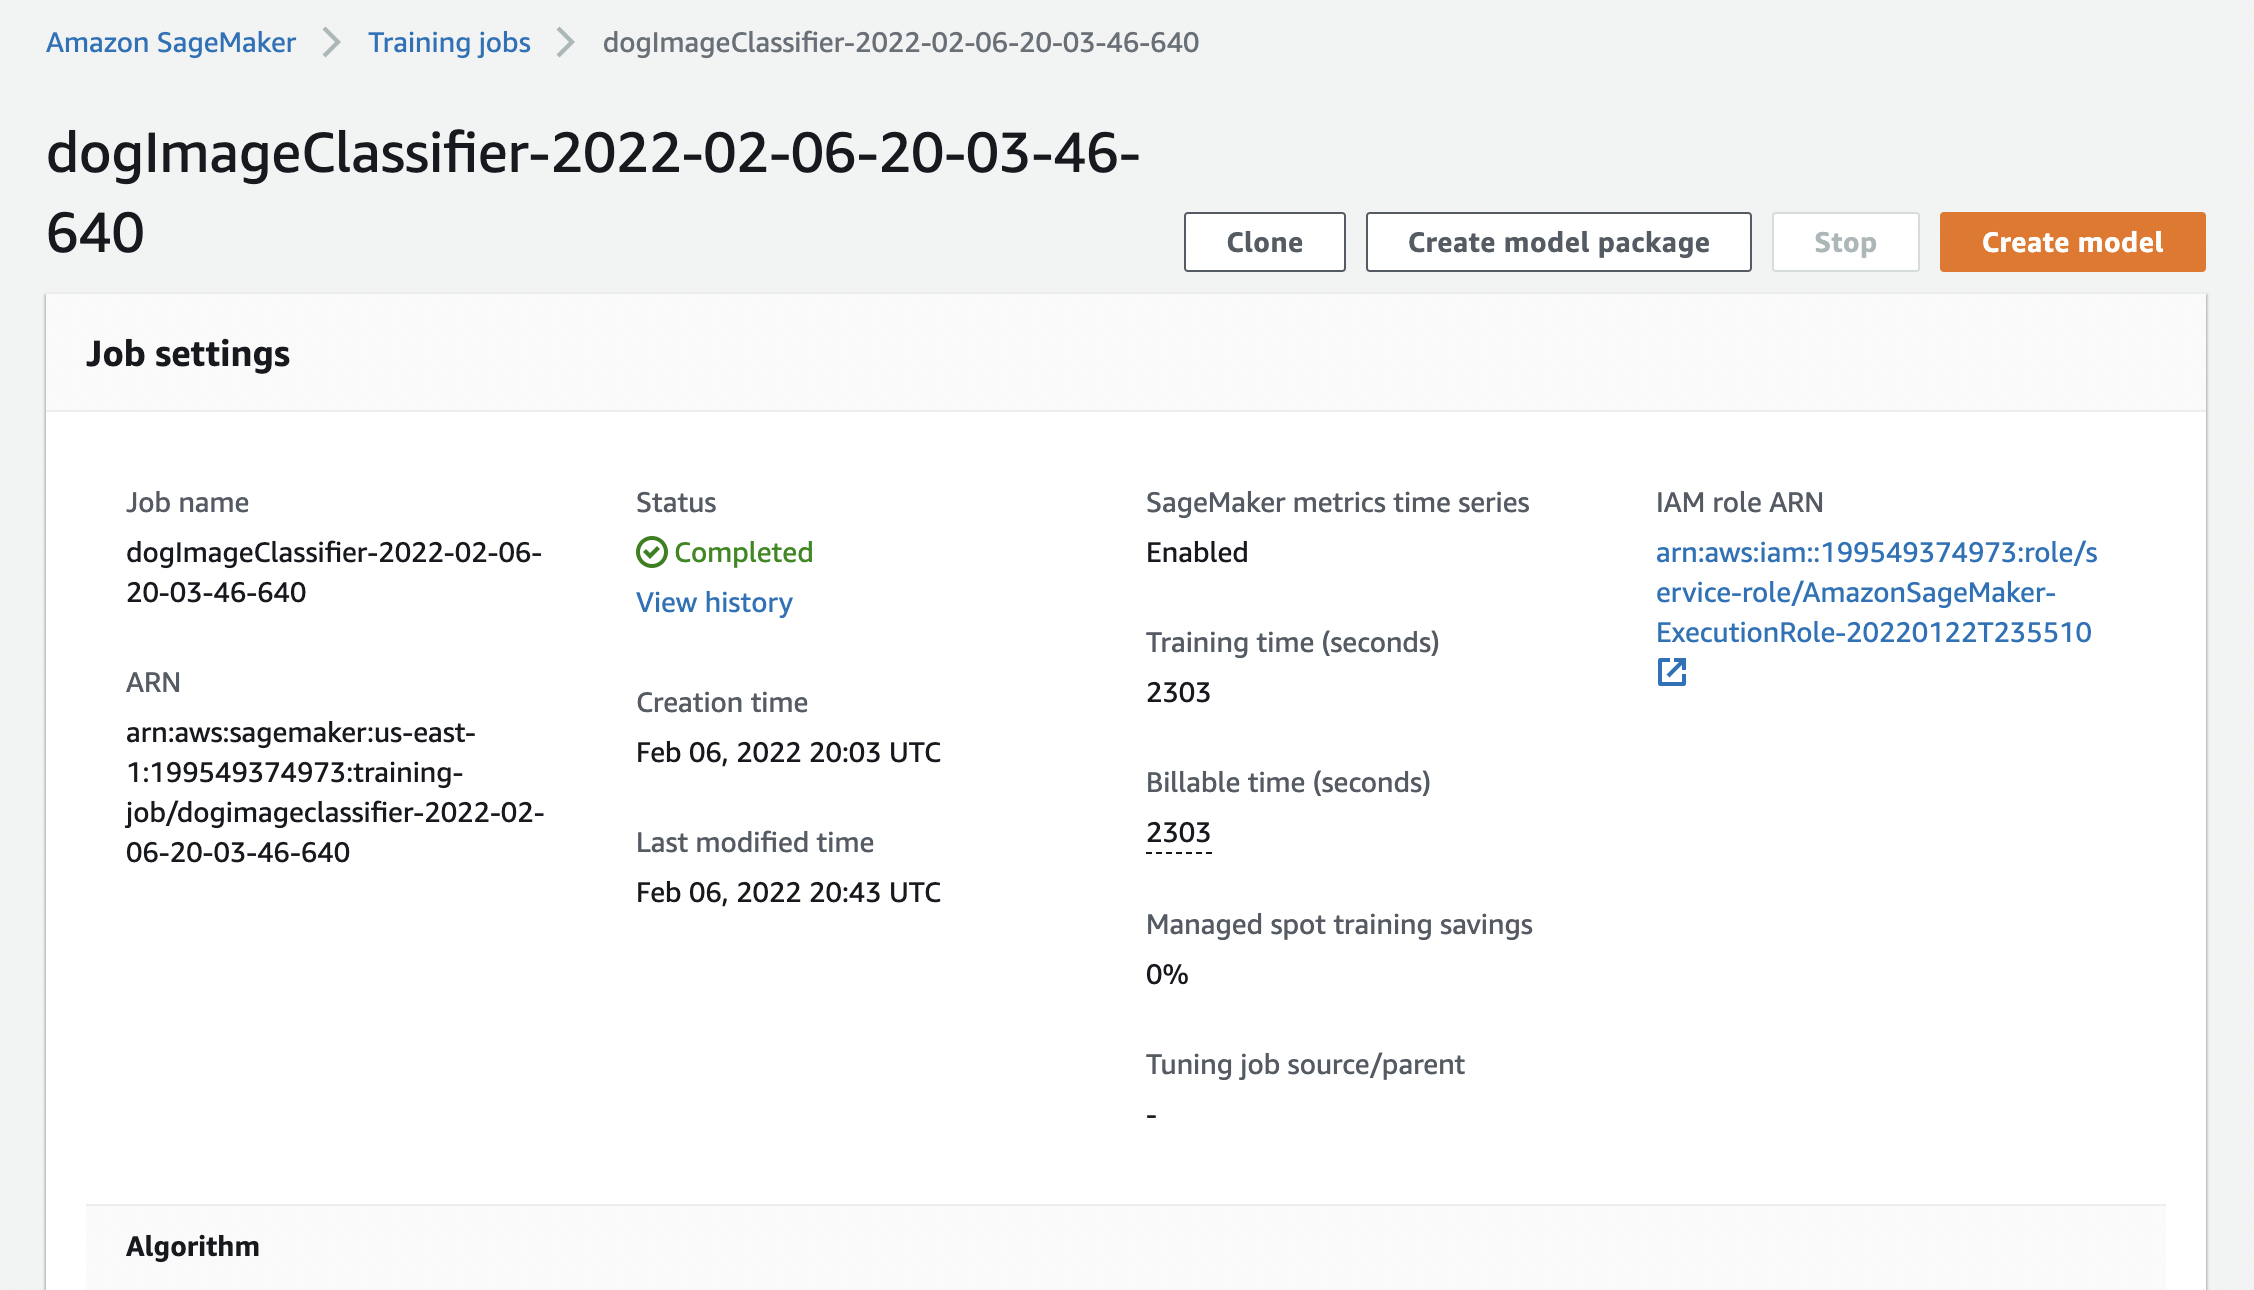 Amazon SageMaker > Training jobs > dogImageClassifier-2022-02-06-20-03-46-640
dogImageClassifier-2022-02-06-20-03-46-
640
Clone
Create model package
Stop
Create model
Job settings
Job name
dogImageClassifier-2022-02-06-
20-03-46-640
ARN
arn:aws:sagemaker:us-east-
1:199549374973:training-
job/dogimageclassifier-2022-02-
06-20-03-46-640
Status
Completed
View history
Creation time
Feb 06, 2022 20:03 UTC
Last modified time
Feb 06, 2022 20:43 UTC
SageMaker metrics time series
Enabled
Training time (seconds)
2303
Billable time (seconds)
2303
Managed spot training savings
0%
Tuning job source/parent
-
IAM role ARN
arn:aws:iam::199549374973:role/s
ervice-role/AmazonSageMaker-
ExecutionRole-20220122T235510
Algorithm